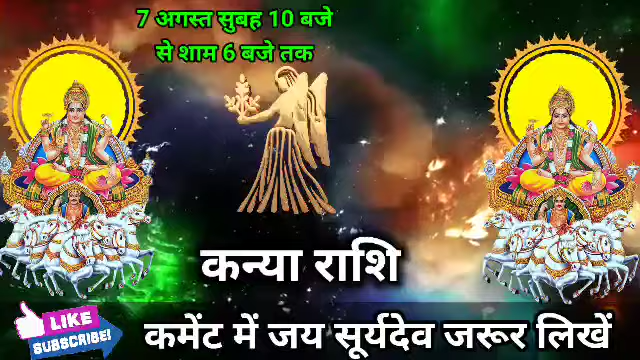 7 अगस्त सुबह 10 बजे
से शाम 6 बजे तक
कन्या राशि
LIKE
SUBSCRIBE!
कमेंट में जय सूर्यदेव जरूर लिखें